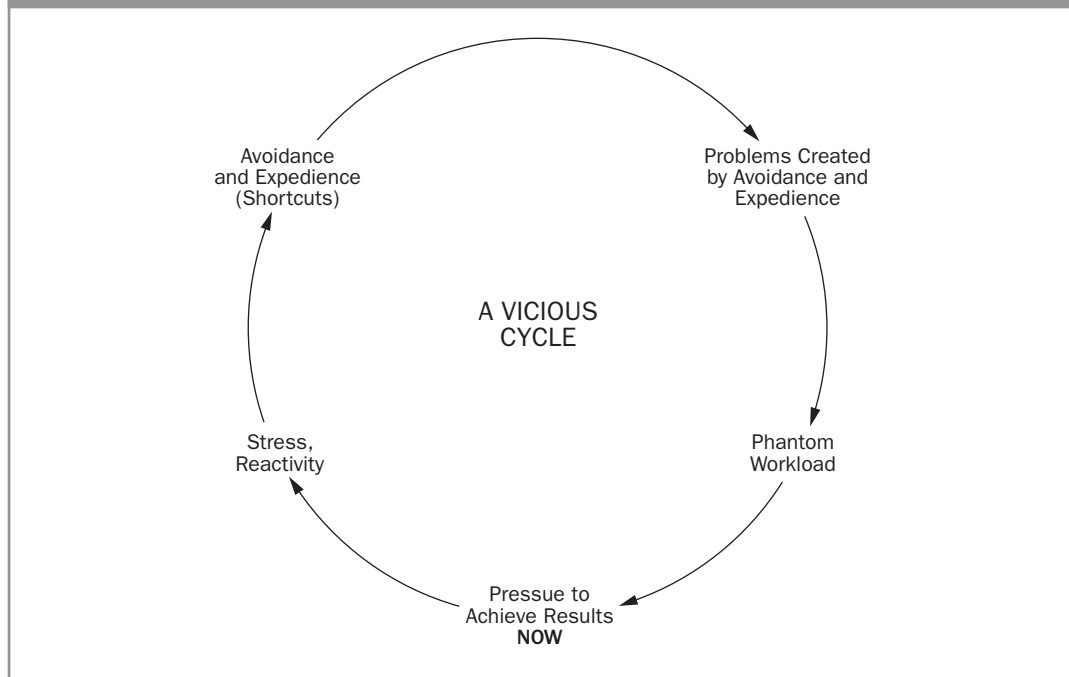 Avoidance
and Expedience
(Shortcuts)
Problems Created
by Avoidance and
Expedience
A VICIOUS
CYCLE
Stress,
Reactivity
Phantom
Workload
Pressue to
Achieve Results
NOW